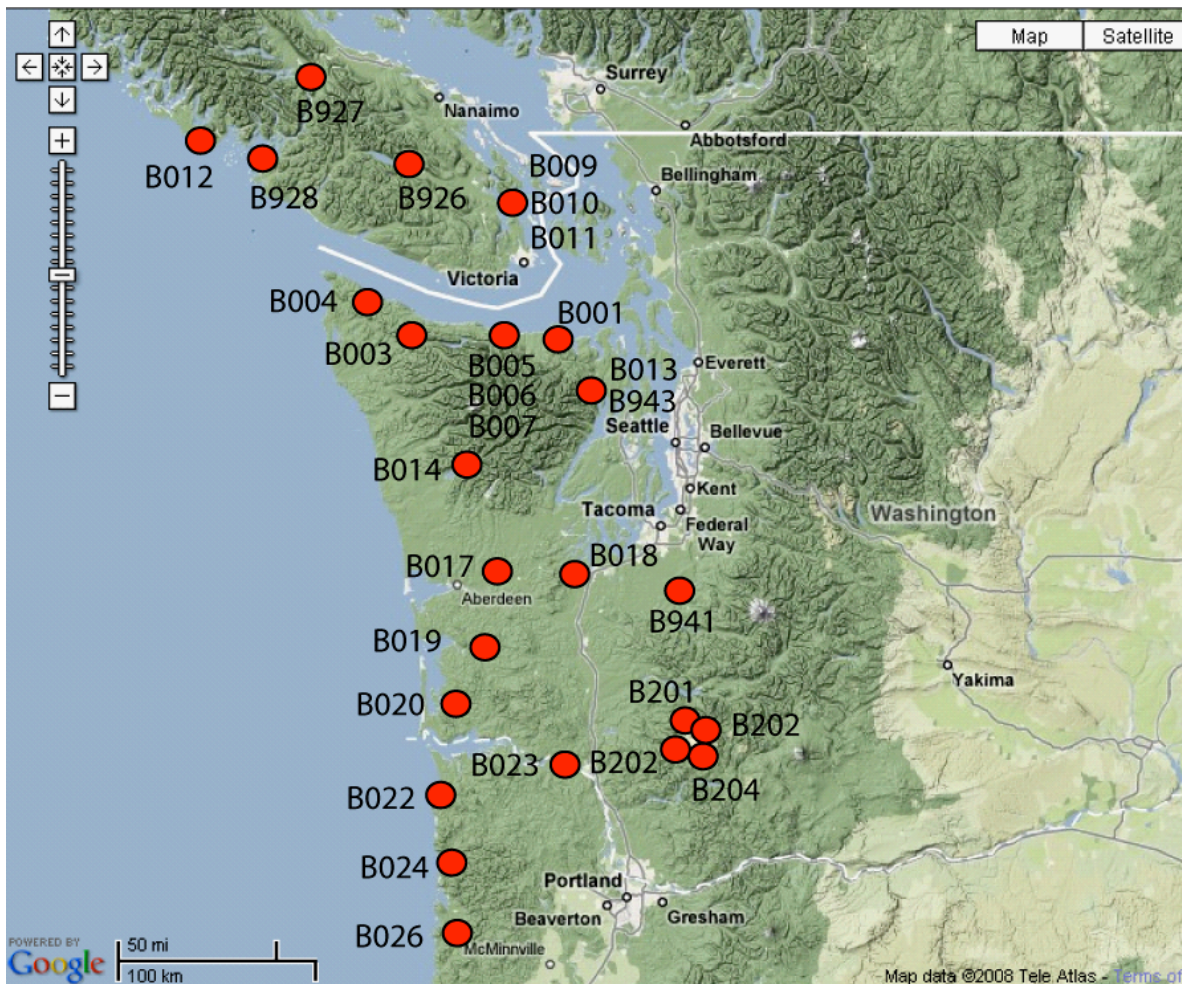 Map
Satellite
Surrey
B927
Nanaimo
Abbotsford
B012
B009
Bellingham
B928
B926
B010
B011
Victoria
B004
B001
B003
B005
B013
Everett
B006
B943
B007
Seattle
Bellevue
B014
Kent
Tacoma
Federal
Way
Washington
B017
B018
Aberdeen
B941
B019
Yakima
B201
B020
B202
B023
B202
B204
B022
B024
Portland
Beaverton
Gresham
B026
McMinnville
POWERED BY
Google
50 mi
100 km
Map data ©2008 Tele Atlas - Terms of